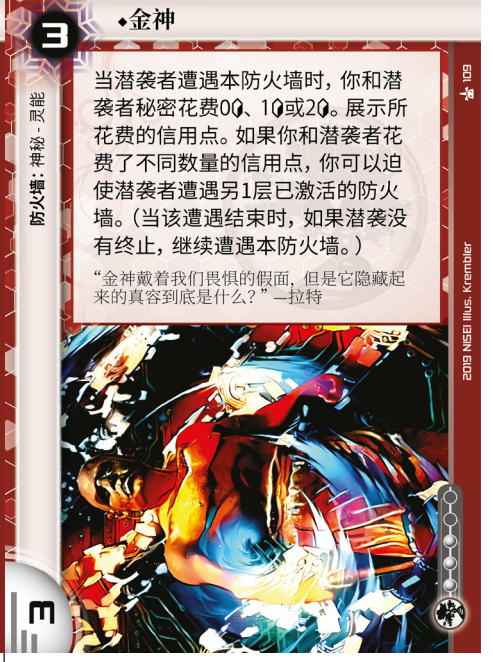 3
◆金神
当潜袭者遭遇本防火墙时，你和潜
袭者秘密花费0、1或2。展示所
花费的信用点。如果你和潜袭者花
费了不同数量的信用点，你可以迫
使潜袭者遭遇另1层已激活的防火
墙。（当该遭遇结束时，如果潜袭没
有终止，继续遭遇本防火墙。）
“金神戴着我们畏惧的假面，但是它隐藏起
来的真容到底是什么？”—拉特
防火墙：神秘 - 灵能
109
2019 NISEI Illus. Krembler
3